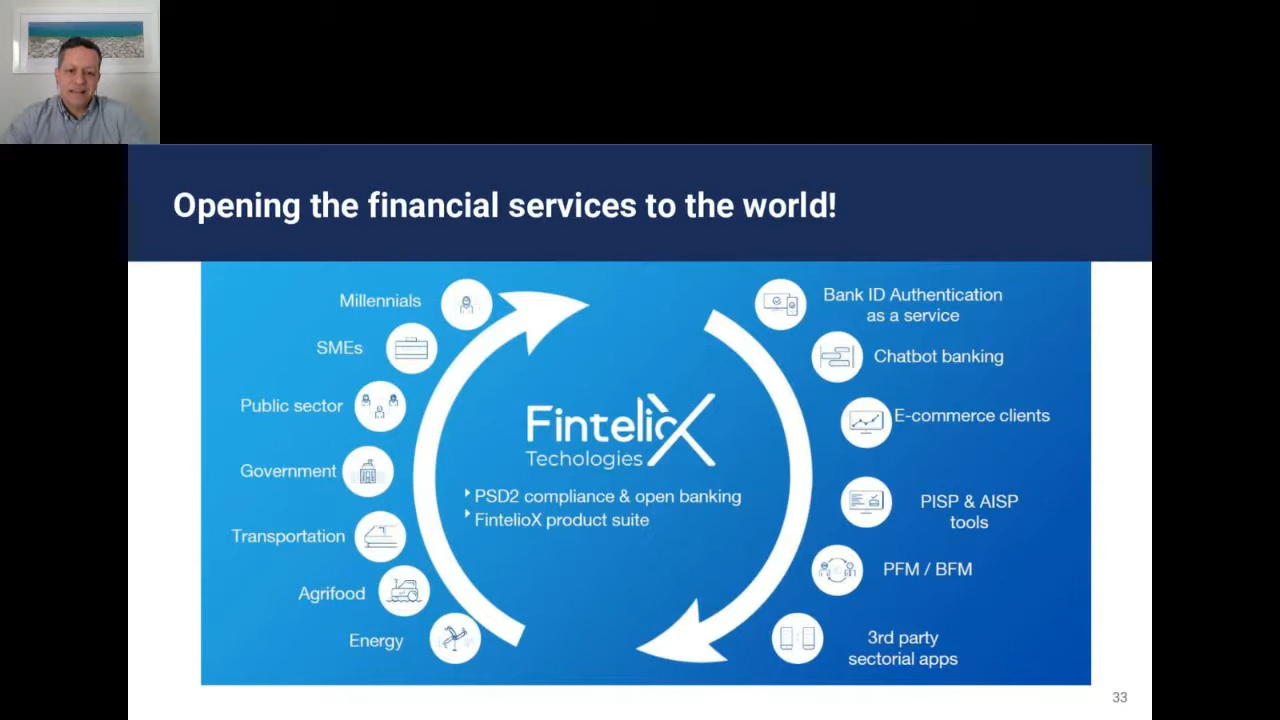 Opening the financial services to the world!
Millennials
SMEs
Public sector
Government
Transportation
Agrifood
Energy
FintelioX
Techologies
PSD2 compliance & open banking
FintelioX product suite
Bank ID Authentication
as a service
Chatbot banking
E-commerce clients
PISP & AISP
tools
PFM / BFM
3rd party
sectorial apps
33